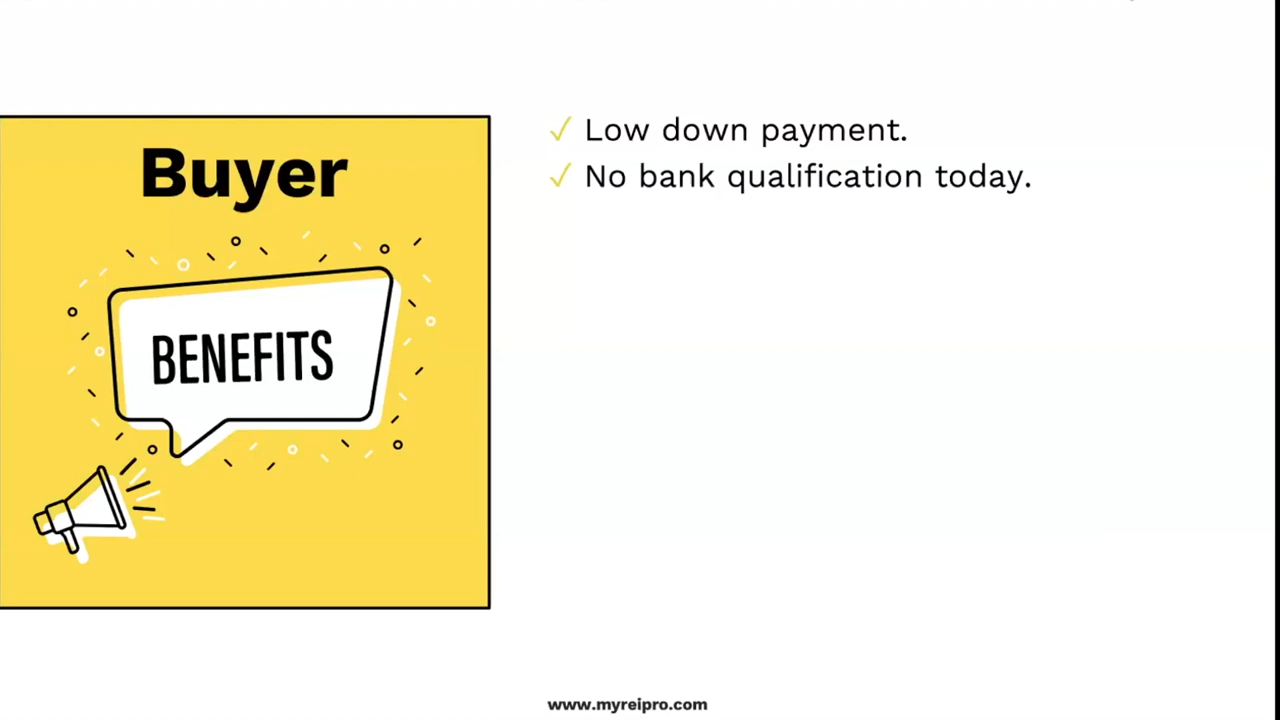 Buyer
BENEFITS
✓ Low down payment.
✓ No bank qualification today.
www.myreipro.com